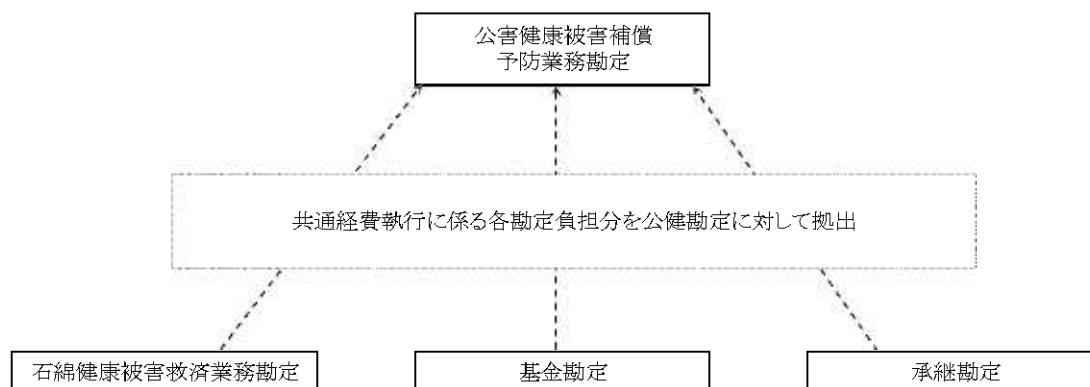 公害健康被害補償
予防業務勘定
共通経費執行に係る各勘定負担分を公健勘定に対して拠出
石綿健康被害救済業務勘定
基金勘定
承継勘定